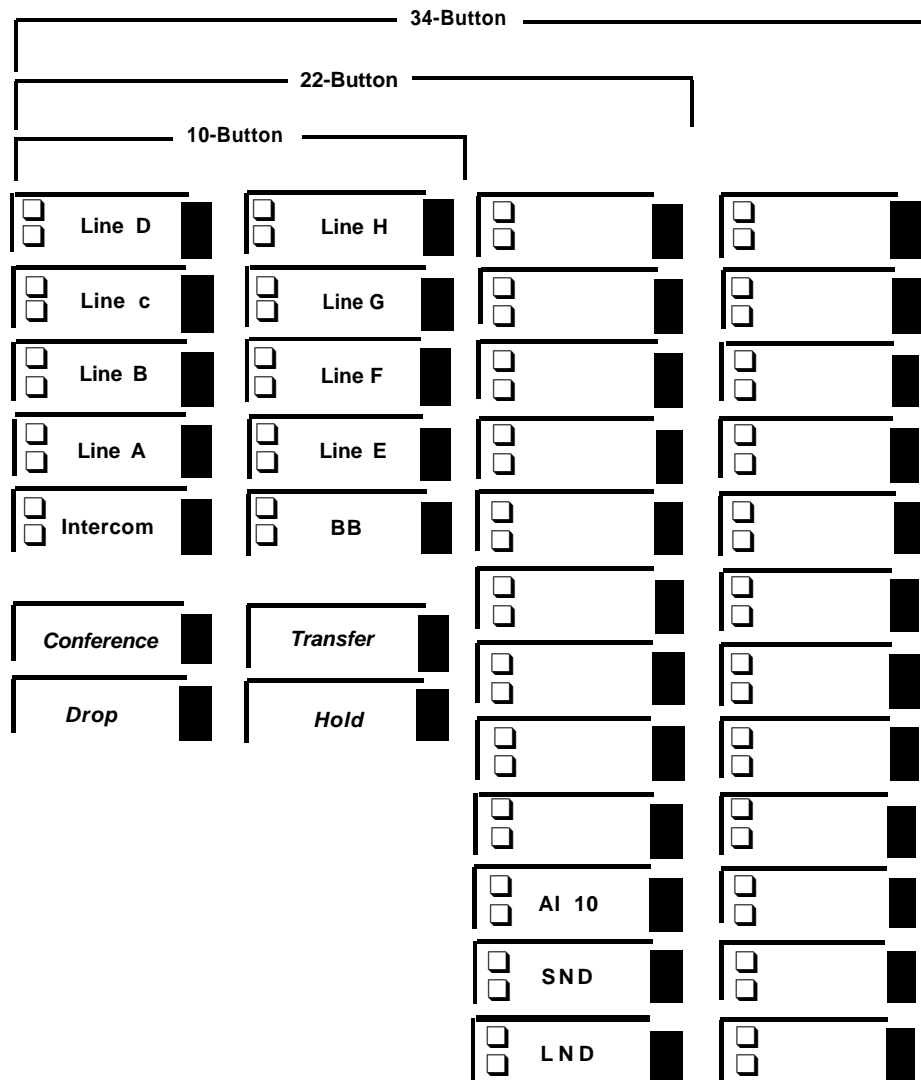 34-Button
22-Button
10-Button
Line D
Line H
Line c
Line G
Line B
Line F
Line A
Line E
Intercom
BB
Conference
Transfer
Drop
Hold
AI 10
SND
LND